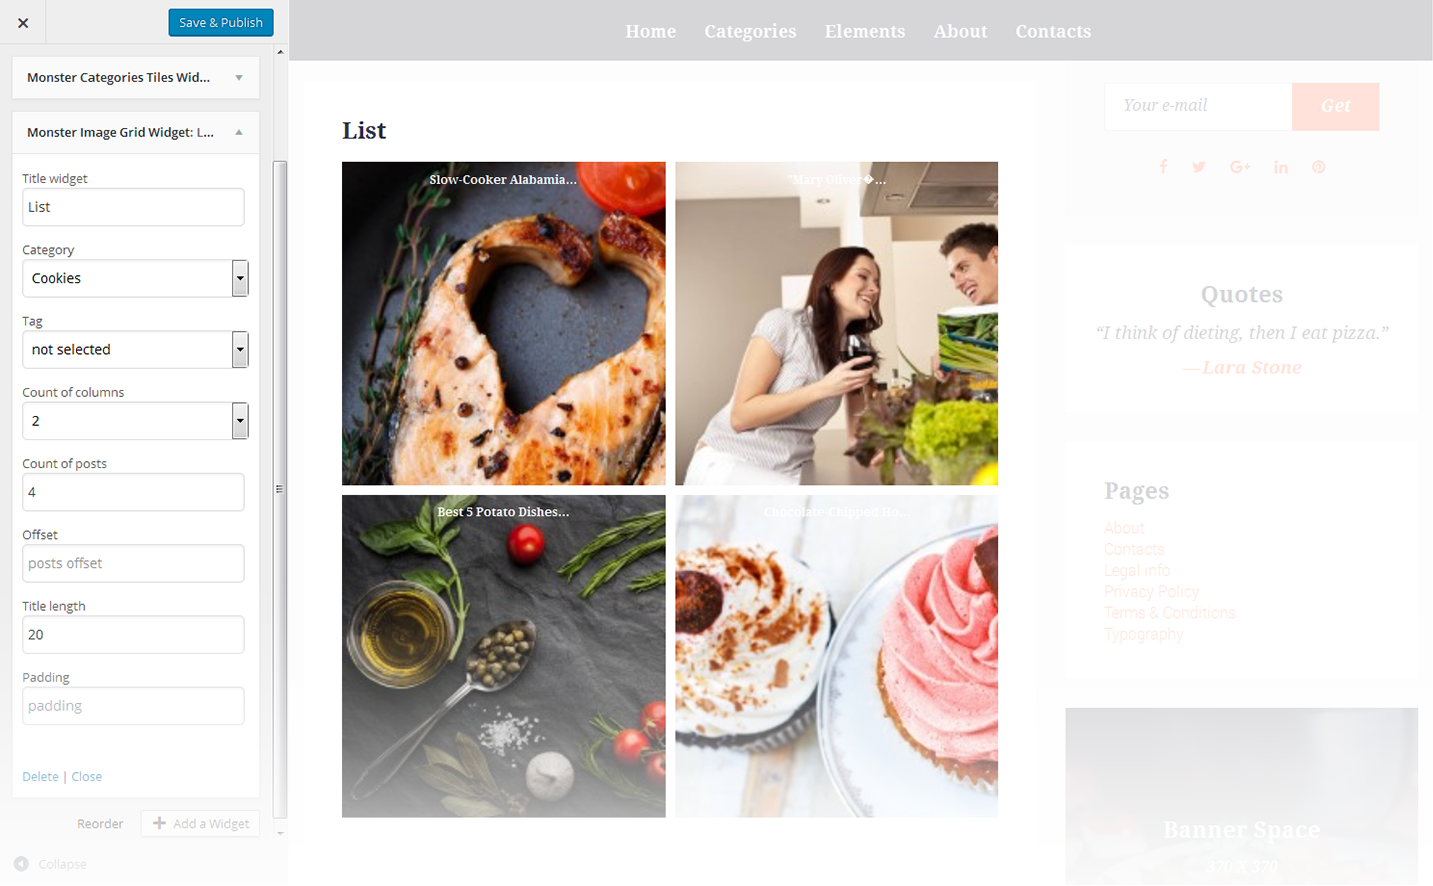 Save & Publish
Monster Categories Tiles Wid...
Monster Image Grid Widget: L...
Title widget
List
Category
Cookies
Tag
not selected
Count of columns
2
Count of posts
4
Offset
posts offset
Title length
20
Padding
padding
Delete | Close
Reorder
Add a Widget
Collapse
Home
Categories
Elements
About
Contacts
List
Slow-Cooker Alabamia...
"Mary Oliver�...
Best 5 Potato Dishes...
Chocolate-Chipped Ho...
Your e-mail
Get
Quotes
“I think of dieting, then I eat pizza.”
— Lara Stone
Pages
About
Contacts
Legal info
Privacy Policy
Terms & Conditions
Typography
Banner Space
370 X 370